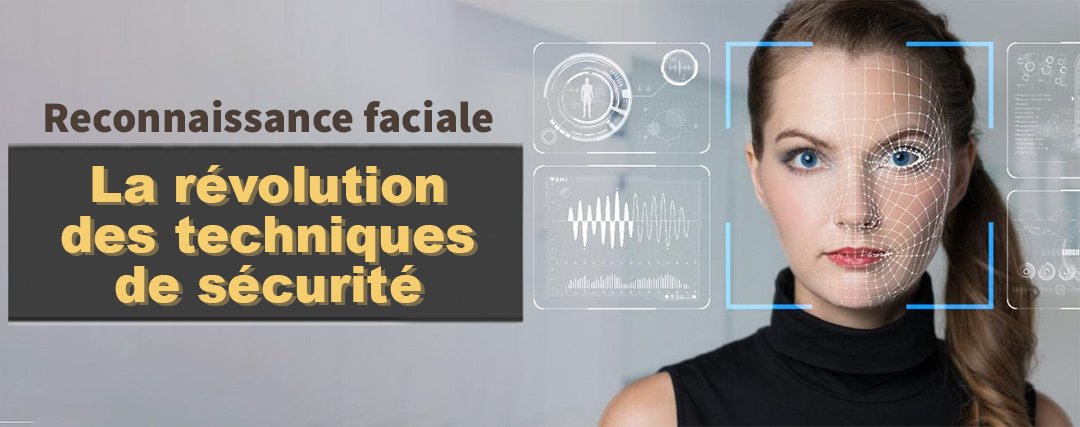 Reconnaissance faciale
La révolution
des techniques
de sécurité